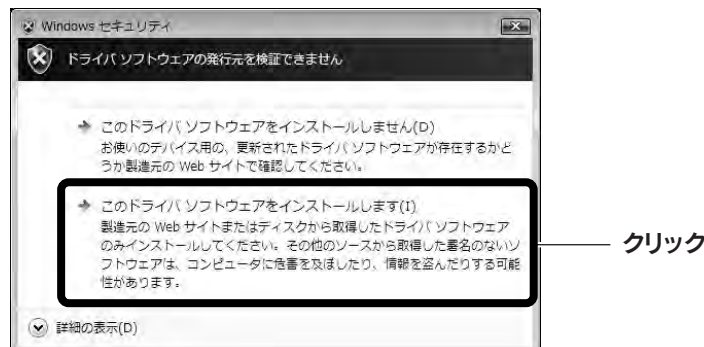 Windows セキュリティ
ドライバ ソフトウェアの発行元を検証できません
このドライバ ソフトウェアをインストールしません(D)
お使いのデバイス用の、更新されたドライバ ソフトウェアが存在するかど
うか製造元の Web サイトで確認してください。
このドライバ ソフトウェアをインストールします(I)
製造元の Web サイトまたはディスクから取得したドライバ ソフトウェア
のみインストールしてください。その他のソースから取得した署名のないソ
フトウェアは、コンピュータに危害を及ぼしたり、情報を盗んだりする可能
性があります。
クリック
詳細の表示(D)